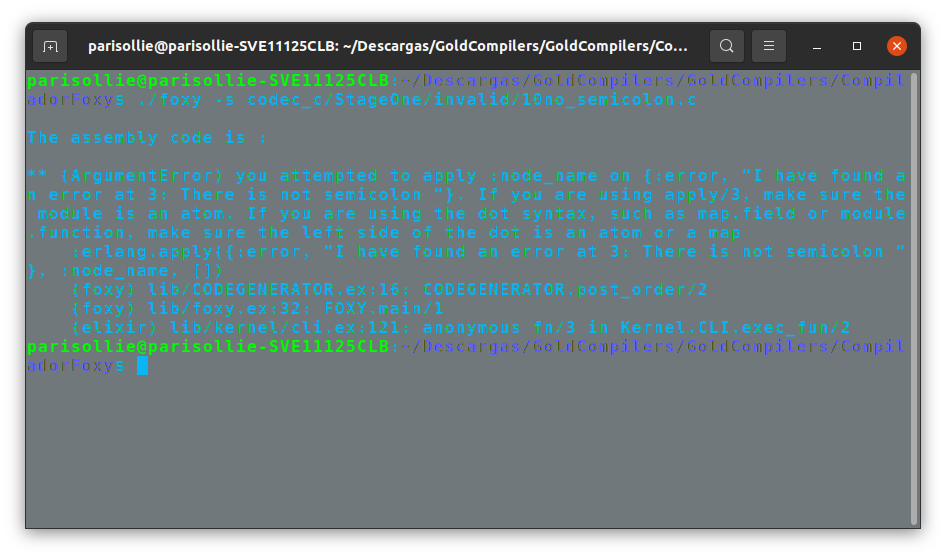 parisollie@parisollie-SVE11125CLB: ~/Descargas/GoldCompilers/GoldCompilers/Co...
parisollie@parisollie-SVE11125CLB:~/Descargas/GoldCompilers/GoldCompilers/Compil
adorFoxy$ ./foxy -s codec_c/StageOne/invalid/10no_semicolon.c
The assembly code is :
** (ArgumentError) you attempted to apply :node_name on {:error, "I have found a
n error at 3: There is not semicolon "}. If you are using apply/3, make sure the
 module is an atom. If you are using the dot syntax, such as map.field or module
.function, make sure the left side of the dot is an atom or a map
    :erlang.apply({:error, "I have found an error at 3: There is not semicolon "
}, :node_name, [])
    (foxy) lib/CODEGENERATOR.ex:16: CODEGENERATOR.post_order/2
    (foxy) lib/foxy.ex:32: FOXY.main/1
    (elixir) lib/kernel/cli.ex:121: anonymous fn/3 in Kernel.CLI.exec_fun/2
parisollie@parisollie-SVE11125CLB:~/Descargas/GoldCompilers/GoldCompilers/Compil
adorFoxy$